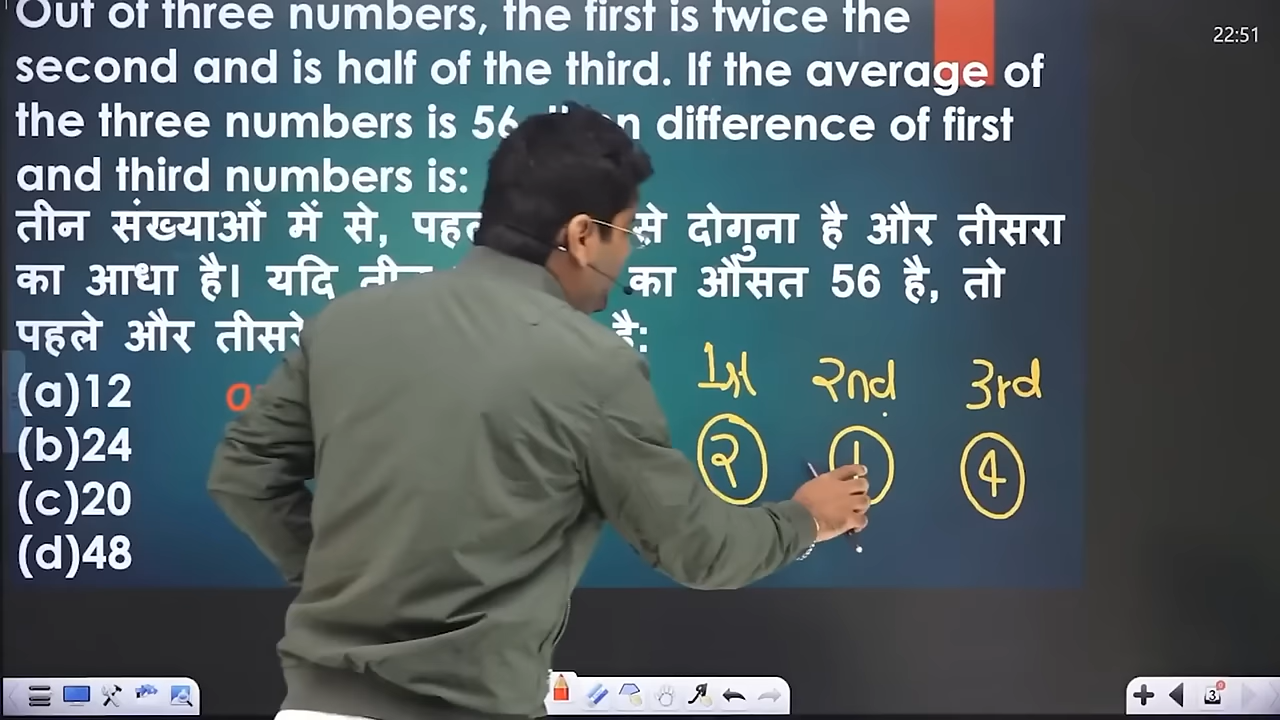 Out of three numbers, the first is twice the
22:51
second and is half of the third. If the average of
the three numbers is 56 difference of first
and third numbers is:
तीन संख्याओं में से, दोगुना है और तीसरा
का आधा है। यदि का औसत 56 है, तो
पहले और तीसरे है:
(a)12
(b)24
(c)20
(d)48
1st 2nd 3rd
2 1 4
3